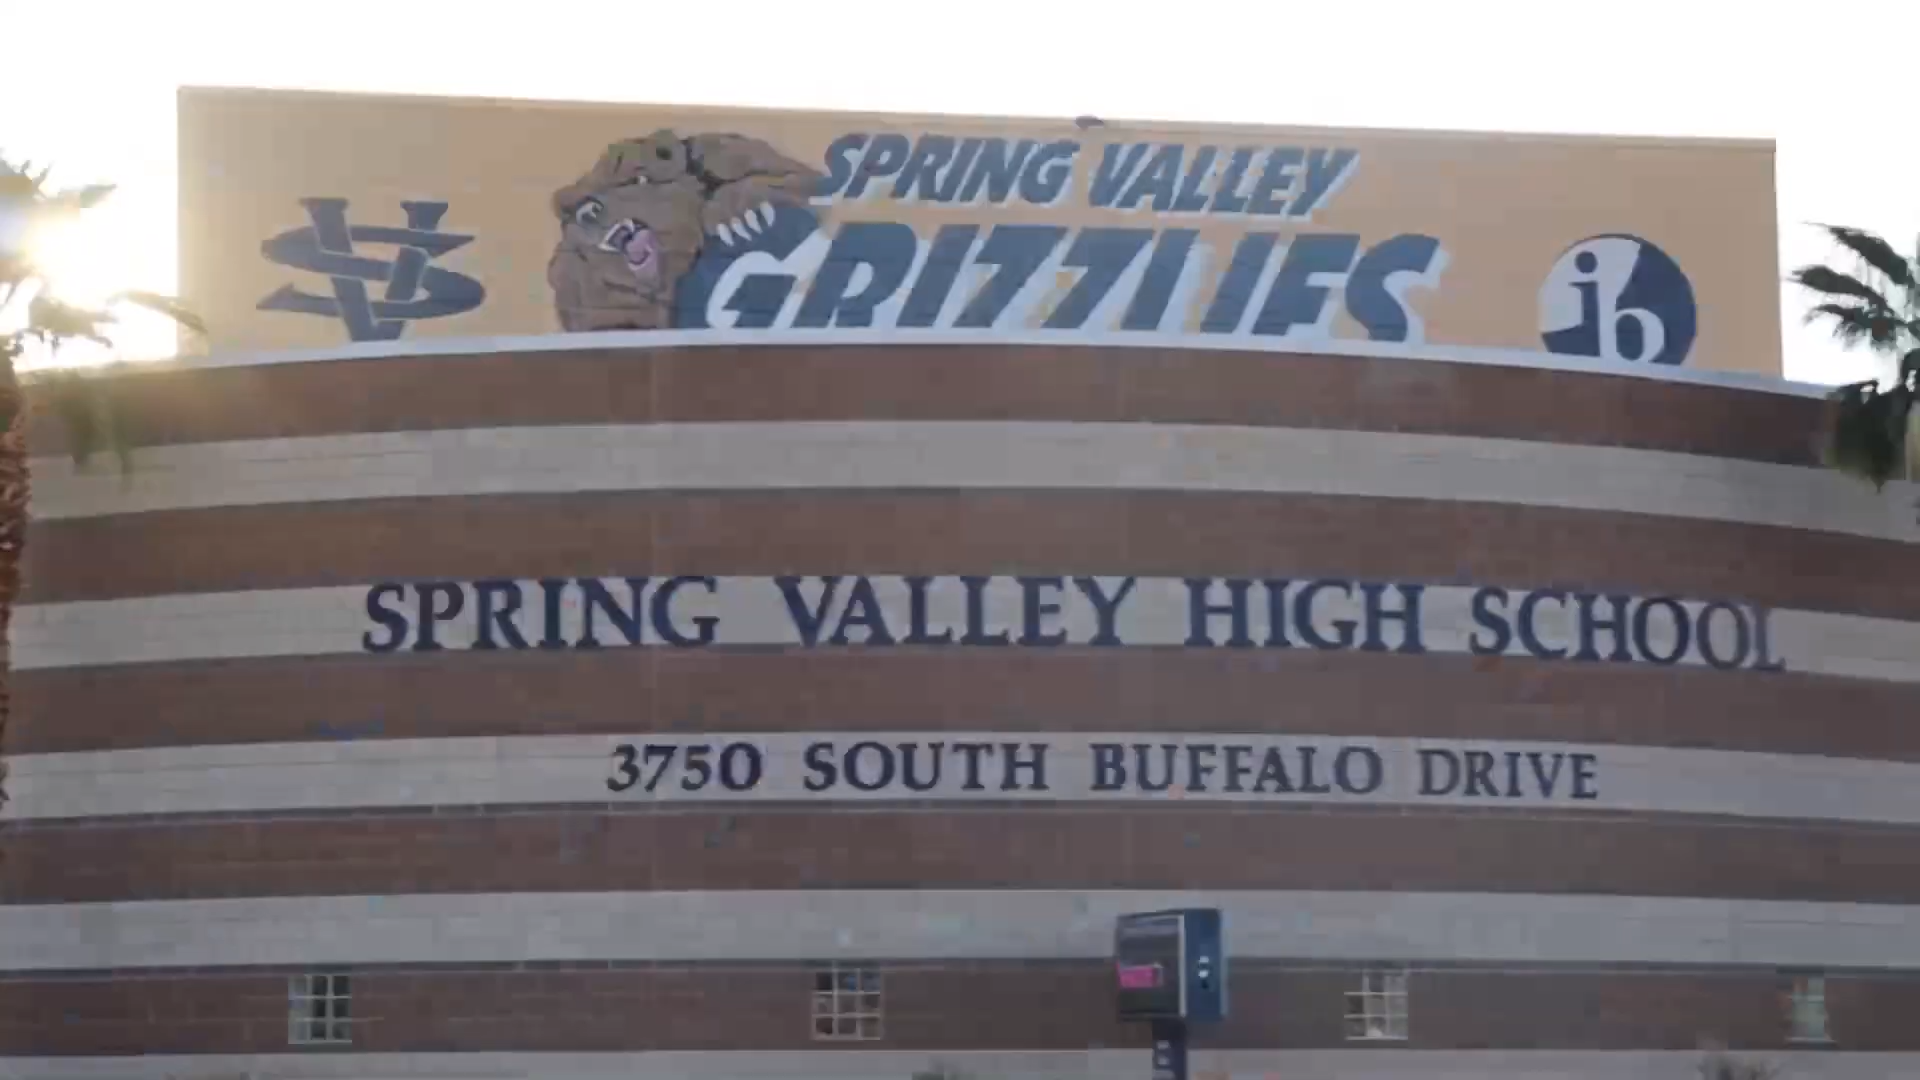 SV
SPRING VALLEY
GRIZZLIES
ib
SPRING VALLEY HIGH SCHOOL
3750 SOUTH BUFFALO DRIVE